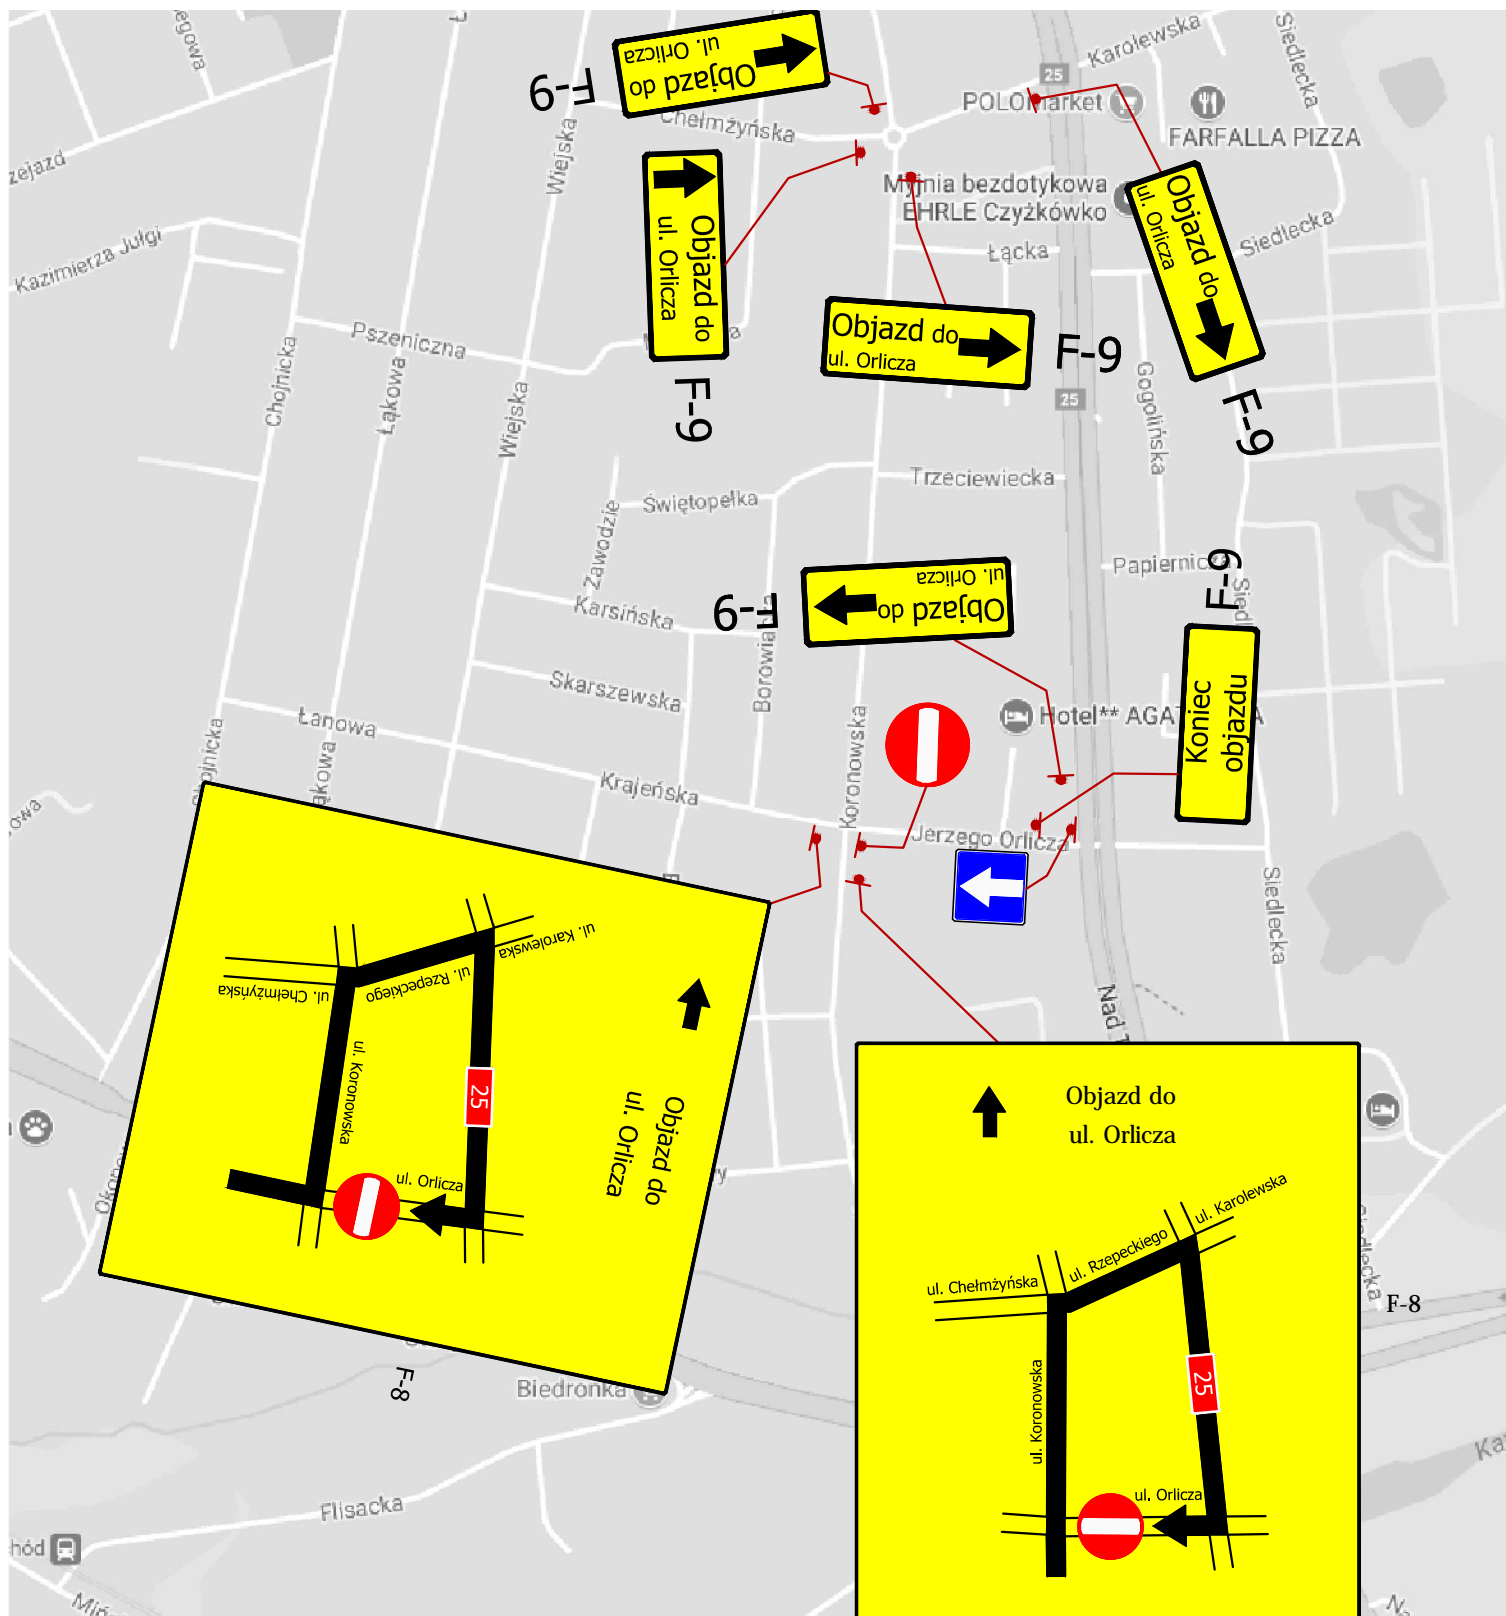 Karolewska
Siedlecka
25
POLOmarket
FARFALLA PIZZA
Objazd do
ul. Orlicza
F-9
Chełmżyńska
Wiejska
Objazd do
ul. Orlicza
F-9
Myjnia bezdotykowa
EHRLE Czyżkówko
Łącka
Siedlecka
Objazd do
ul. Orlicza
F-9
Kazimierza Jułgi
Pszeniczna
Chojnicka
Łąkowa
Wiejska
Objazd do
ul. Orlicza
F-9
25
Gogolińska
Trzeciewiecka
Świętopełka
Zawodzie
Papiernicza
F-9
Karsińska
Objazd do
ul. Orlicza
F-9
Borowiacka
Skarszewska
Koniec
objazdu
Hotel** AGAT
Łanowa
Koronowska
Krajeńska
Jerzego Orlicza
Siedlecka
Objazd do
ul. Orlicza
ul. Karolewska
ul. Rzepeckiego
ul. Chełmżyńska
ul. Koronowska
25
ul. Orlicza
F-8
Nad
Objazd do
ul. Orlicza
ul. Karolewska
ul. Rzepeckiego
ul. Chełmżyńska
ul. Koronowska
25
ul. Orlicza
F-8
Biedronka
Flisacka